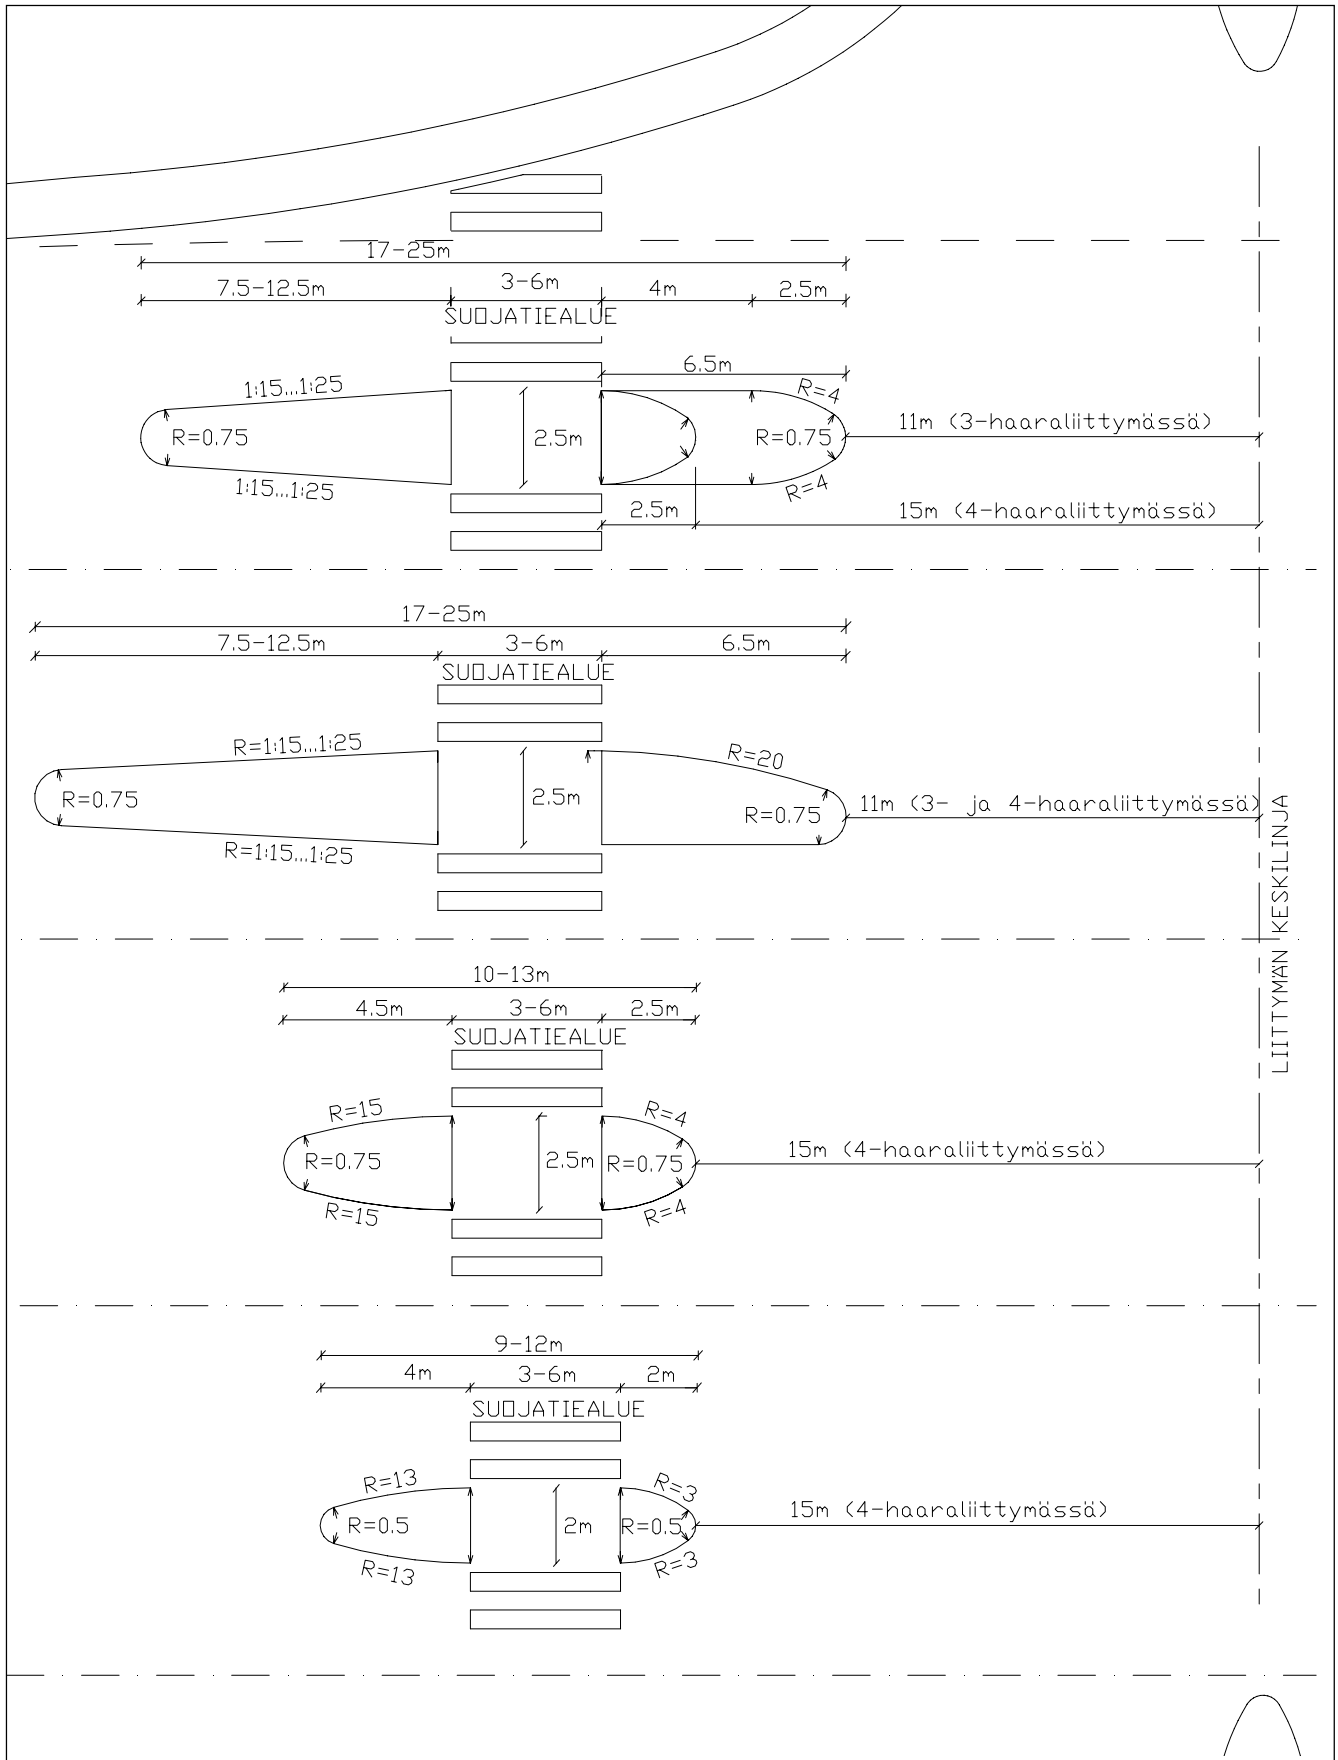 17-25m
7.5-12.5m
3-6m
4m
2.5m
SUOJATIEALUE
6.5m
1:15...1:25
R=4
R=0.75
2.5m
R=0.75
11m (3-haaraliittymässä)
1:15...1:25
R=4
2.5m
15m (4-haaraliittymässä)
17-25m
7.5-12.5m
3-6m
6.5m
SUOJATIEALUE
R=1:15...1:25
R=20
R=0.75
2.5m
R=0.75
11m (3- ja 4-haaraliittymässä)
R=1:15...1:25
LIITTYMÄN KESKILINJA
10-13m
4.5m
3-6m
2.5m
SUOJATIEALUE
R=15
R=4
R=0.75
2.5m
R=0.75
15m (4-haaraliittymässä)
R=15
R=4
9-12m
4m
3-6m
2m
SUOJATIEALUE
R=13
R=3
R=0.5
2m
R=0.5
15m (4-haaraliittymässä)
R=13
R=3